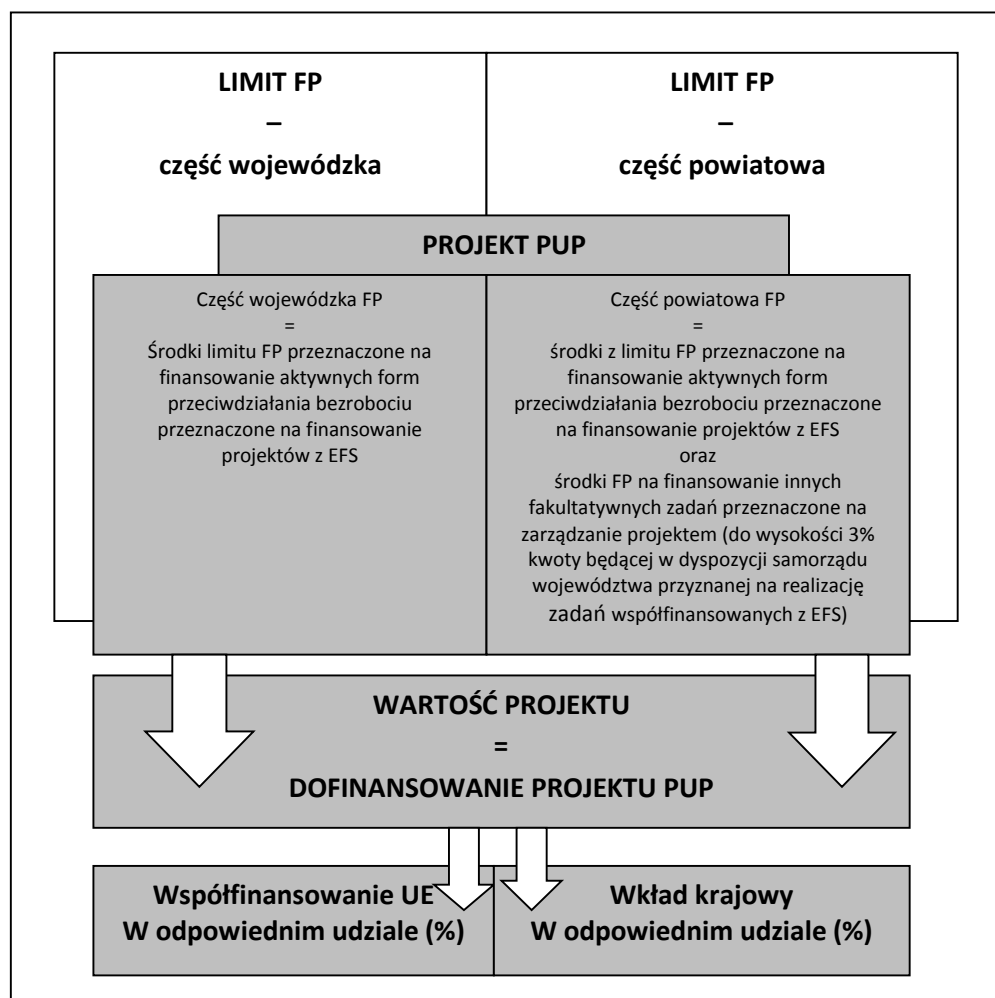 LIMIT FP
–
część wojewódzka
LIMIT FP
–
część powiatowa
PROJEKT PUP
Część wojewódzka FP
=
Środki limitu FP przeznaczone na
finansowanie aktywnych form
przeciwdziałania bezrobociu
przeznaczone na finansowanie
projektów z EFS
Część powiatowa FP
=
środki z limitu FP przeznaczone na
finansowanie aktywnych form
przeciwdziałania bezrobociu przeznaczone
na finansowanie projektów z EFS
oraz
środki FP na finansowanie innych
fakultatywnych zadań przeznaczone na
zarządzanie projektem (do wysokości 3%
kwoty będącej w dyspozycji samorządu
województwa przyznanej na realizację
zadań współfinansowanych z EFS)
WARTOŚĆ PROJEKTU
=
DOFINANSOWANIE PROJEKTU PUP
Współfinansowanie UE
W odpowiednim udziale (%)
Wkład krajowy
W odpowiednim udziale (%)